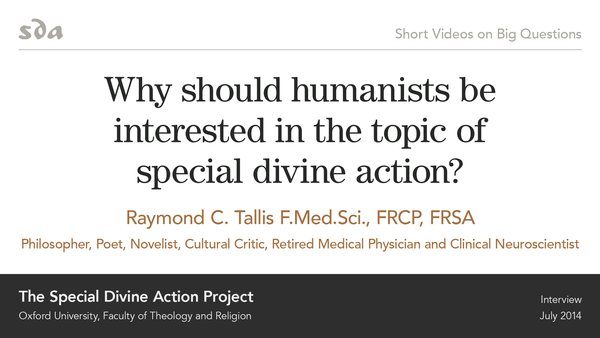 sda
Short Videos on Big Questions
Why should humanists be
interested in the topic of
special divine action?
Raymond C. Tallis F.Med.Sci., FRCP, FRSA
Philosopher, Poet, Novelist, Cultural Critic, Retired Medical Physician and Clinical Neuroscientist
The Special Divine Action Project
Interview
Oxford University, Faculty of Theology and Religion
July 2014